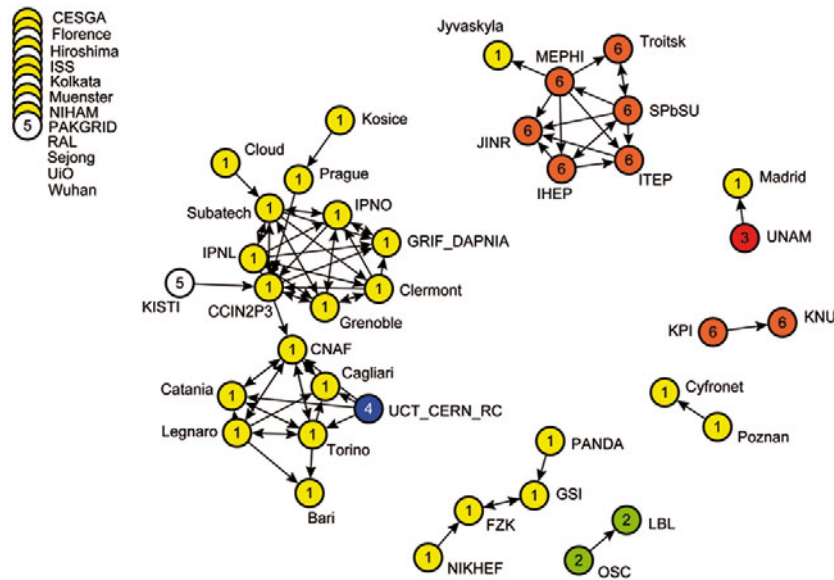 CESGA
Florence
Hiroshima
ISS
Kolkata
Muenster
NIHAM
5 PAKGRID
RAL
Sejong
UiO
Wuhan
Jyvaskyla
1
MEPHI
6
Troitsk
6
SPbSU
6
JINR
6
IHEP
6
ITEP
6
Madrid
1
UNAM
3
Kosice
1
Cloud
1
Prague
1
Subatech
1
IPNO
1
GRIF_DAPNIA
1
IPNL
1
KISTI
5
CCIN2P3
1
Clermont
1
Grenoble
1
KPI
6
KNU
6
CNAF
1
Cagliari
1
Catania
1
UCT_CERN_RC
4
Legnaro
1
Torino
1
Bari
1
Cyfronet
1
Poznan
1
PANDA
1
GSI
1
FZK
1
NIKHEF
1
LBL
2
OSC
2